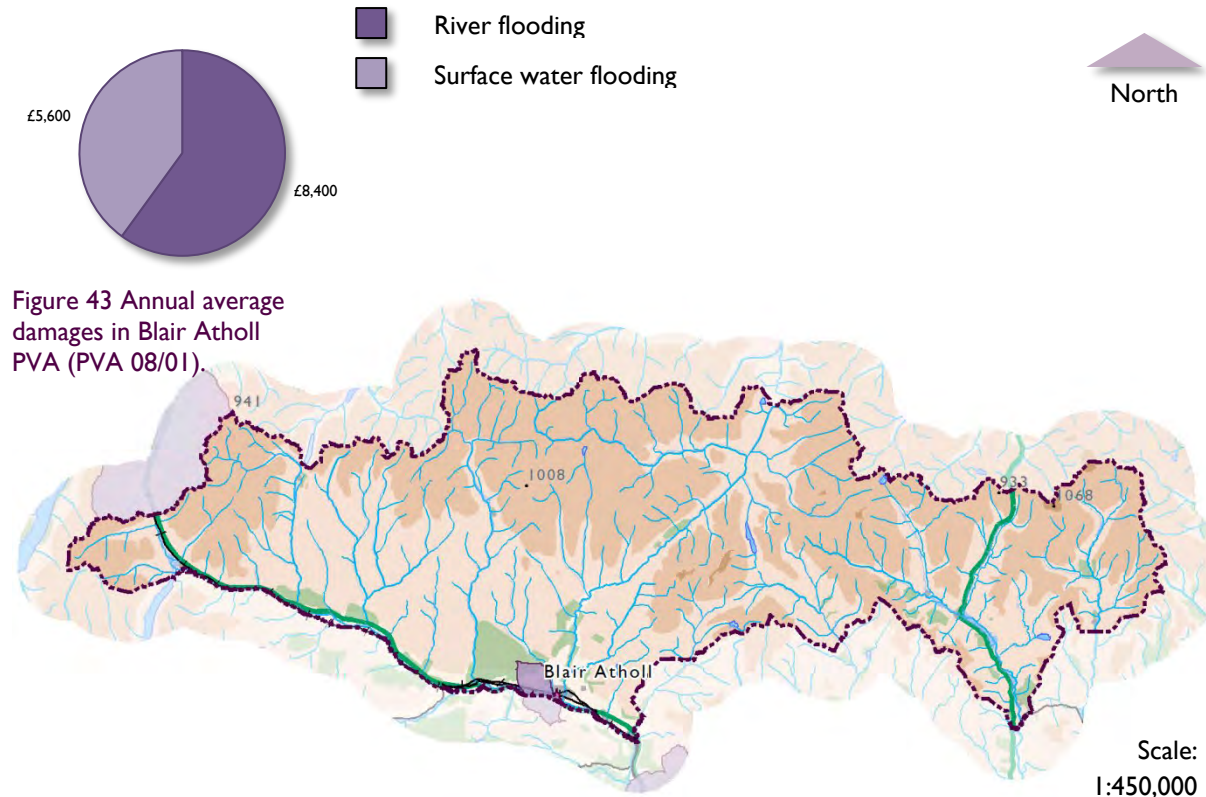 River flooding
Surface water flooding
North
£5,600
£8,400
Figure 43 Annual average
damages in Blair Atholl
PVA (PVA 08/01).
941
1008
933
1068
Blair Atholl
Scale:
1:450,000